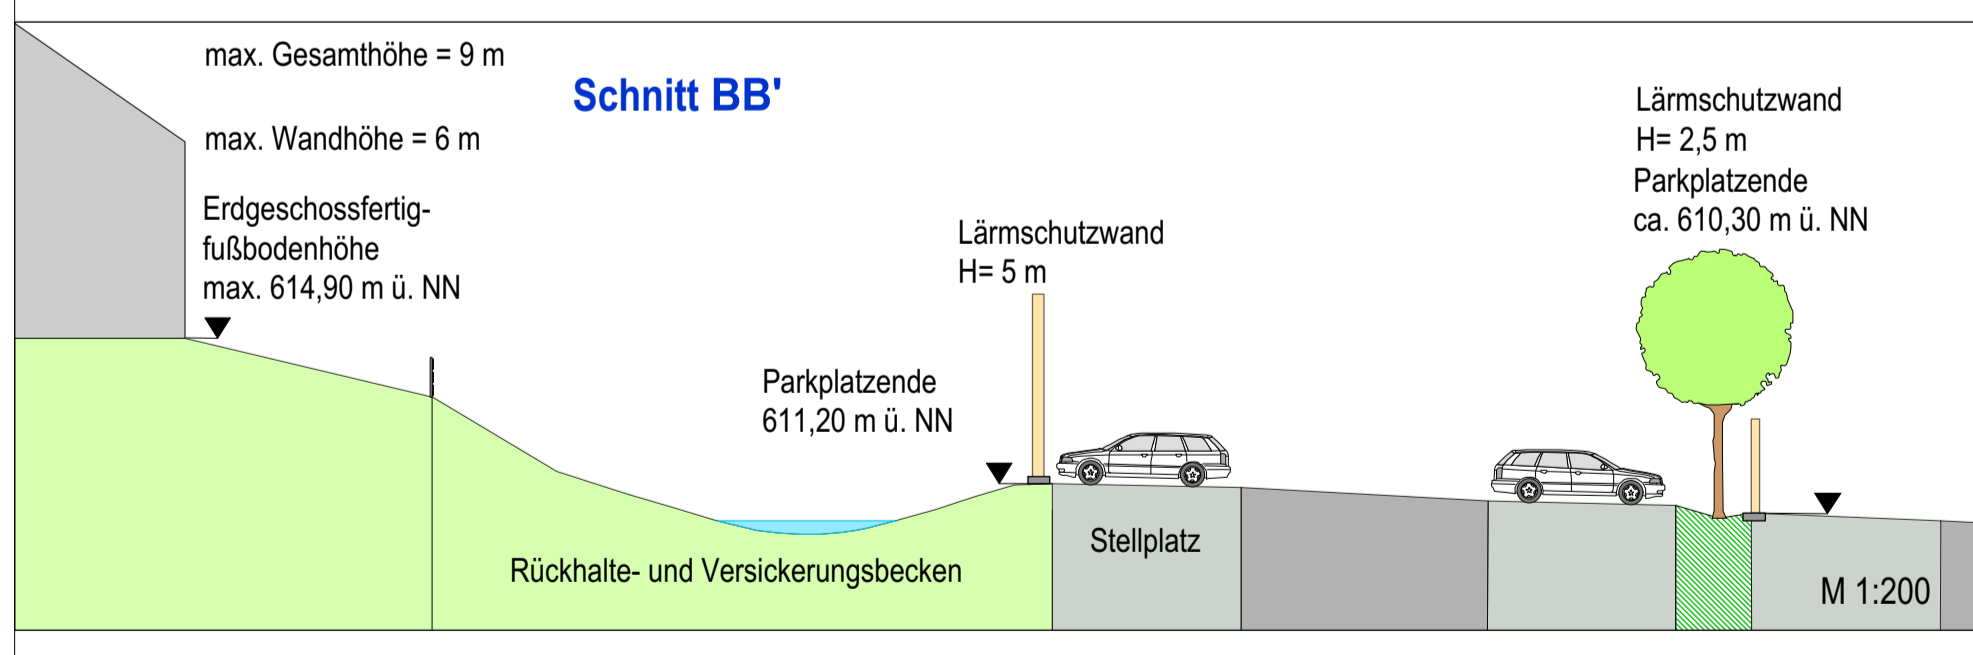 max. Gesamthöhe = 9 m
Schnitt BB'
max. Wandhöhe = 6 m
Erdgeschossfertig-
fußbodenhöhe
max. 614,90 m ü. NN
Lärmschutzwand
H= 5 m
Parkplatzende
611,20 m ü. NN
Lärmschutzwand
H= 2,5 m
Parkplatzende
ca. 610,30 m ü. NN
Rückhalte- und Versickerungsbecken
Stellplatz
M 1:200